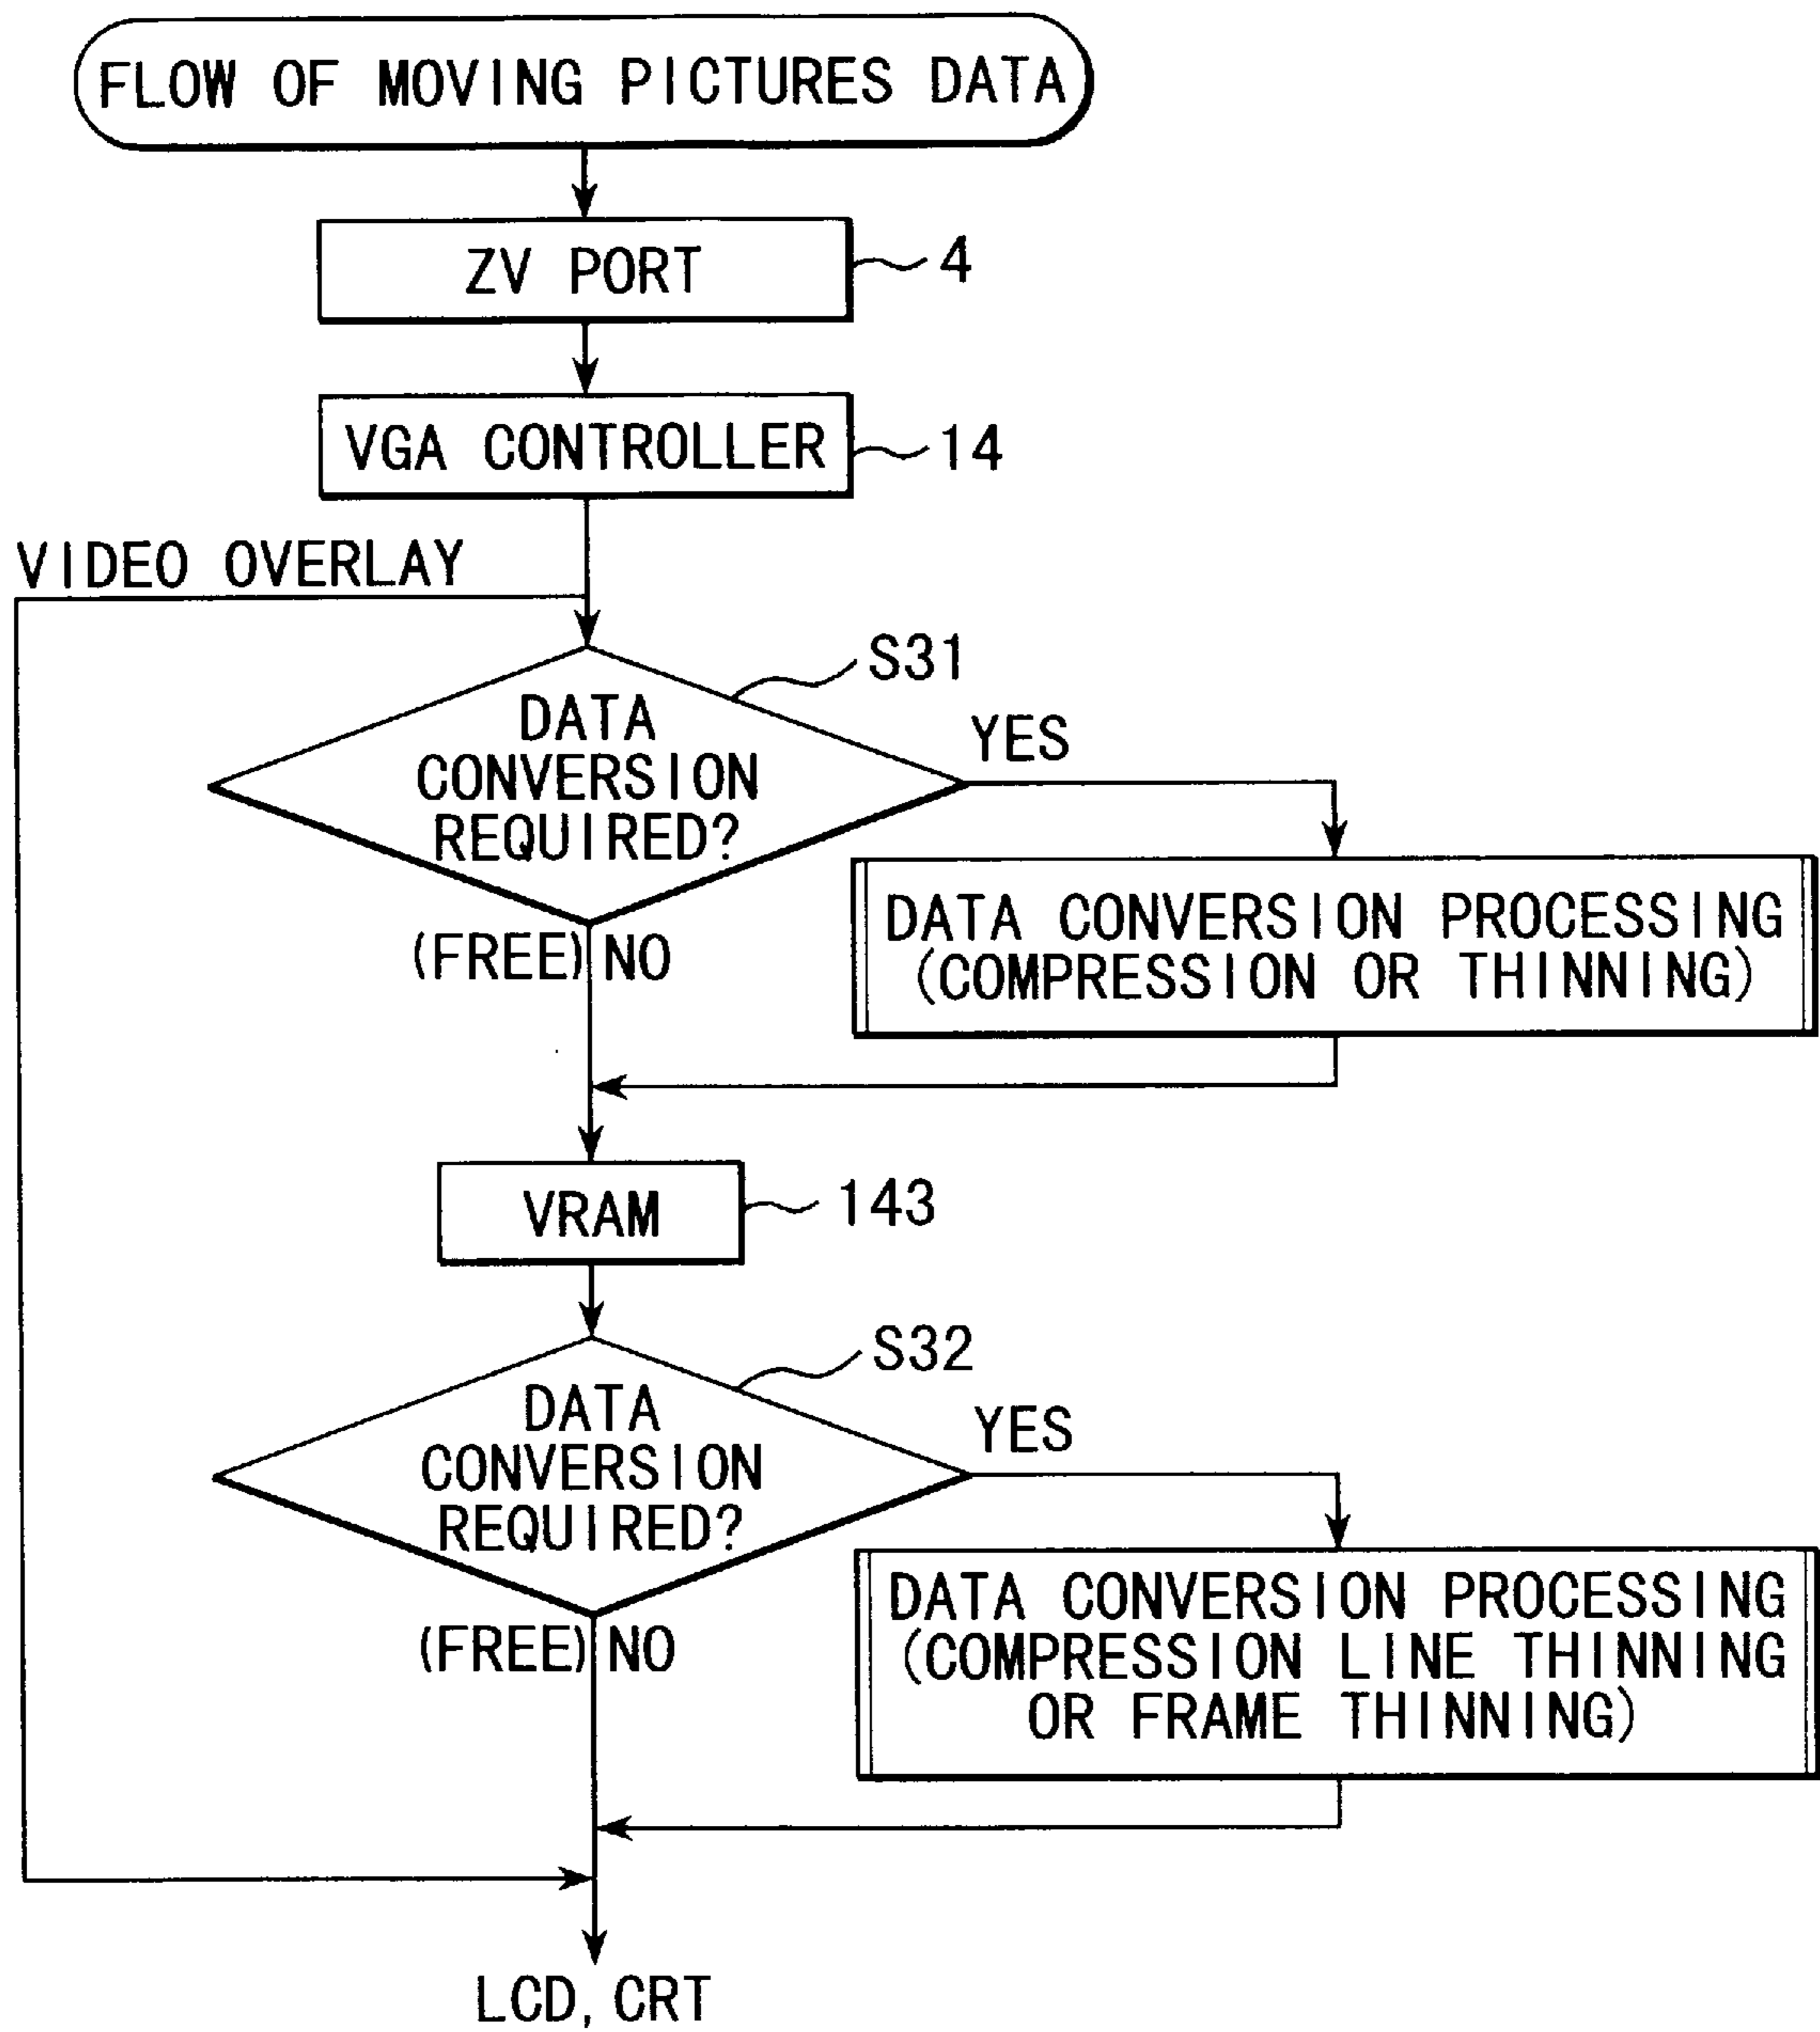 FLOW OF MOVING PICTURES DATA
ZV PORT
4
VGA CONTROLLER
14
VIDEO OVERLAY
S31
DATA
CONVERSION
REQUIRED?
YES
DATA CONVERSION PROCESSING
(COMPRESSION OR THINNING)
(FREE) NO
VRAM
143
S32
DATA
CONVERSION
REQUIRED?
YES
DATA CONVERSION PROCESSING
(COMPRESSION LINE THINNING
OR FRAME THINNING)
(FREE) NO
LCD, CRT